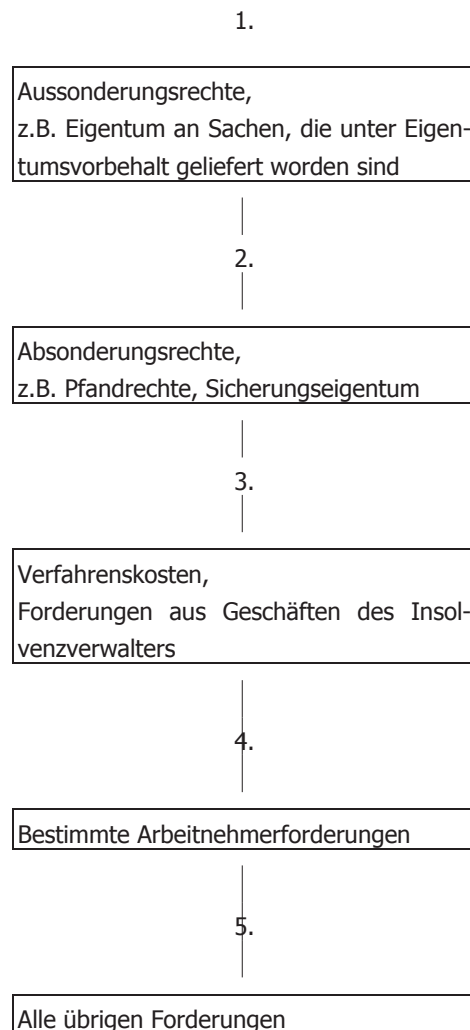 1.
Aussonderungsrechte,
z.B. Eigentum an Sachen, die unter Eigen-
tumsvorbehalt geliefert worden sind
2.
Absonderungsrechte,
z.B. Pfandrechte, Sicherungseigentum
3.
Verfahrenskosten,
Forderungen aus Geschäften des Insol-
venzverwalters
4.
Bestimmte Arbeitnehmerforderungen
5.
Alle übrigen Forderungen